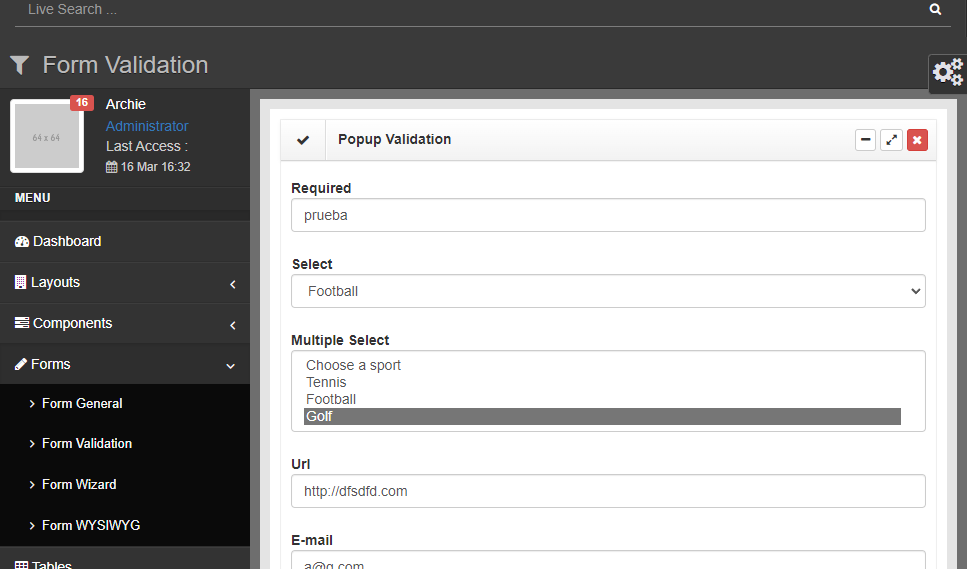 Live Search ...
Form Validation
64 x 64
16
Archie
Administrator
Last Access :
16 Mar 16:32
MENU
Dashboard
Layouts
Components
Forms
Form General
Form Validation
Form Wizard
Form WYSIWYG
Tables
Popup Validation
Required
prueba
Select
Football
Multiple Select
Choose a sport
Tennis
Football
Golf
Url
http://dfsdfd.com
E-mail
a@g.com